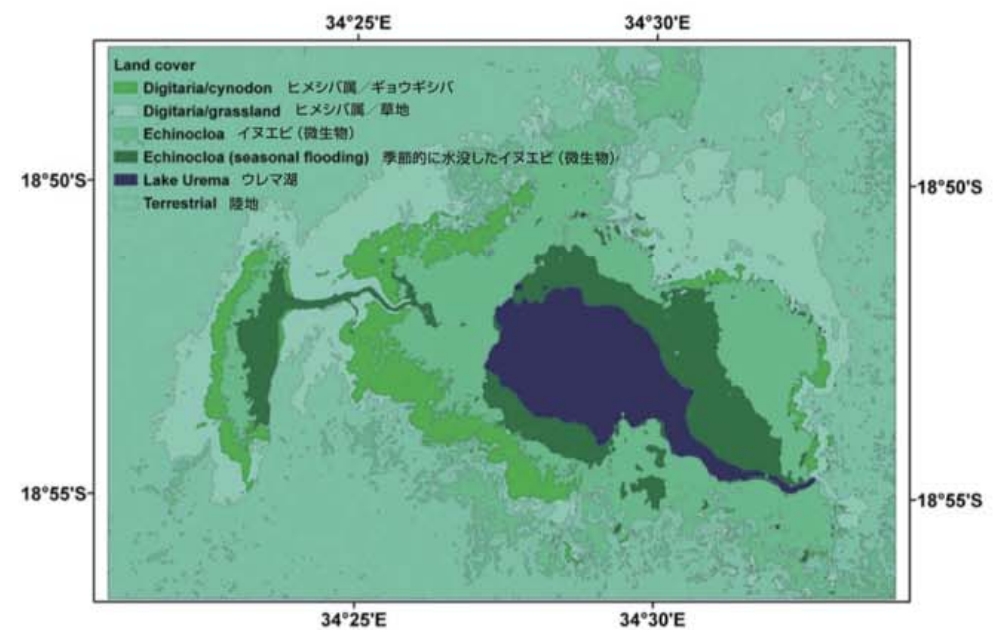 34°25'E 34°30'E
Land cover
Digitaria/cynodon ヒメシバ属／ギョウギシバ
Digitaria/grassland ヒメシバ属／草地
Echinocloa イヌエビ（微生物）
Echinocloa (seasonal flooding) 季節的に水没したイヌエビ（微生物）
18°50'S 18°50'S
Lake Urema ウレマ湖
Terrestrial 陸地
18°55'S 18°55'S
34°25'E 34°30'E